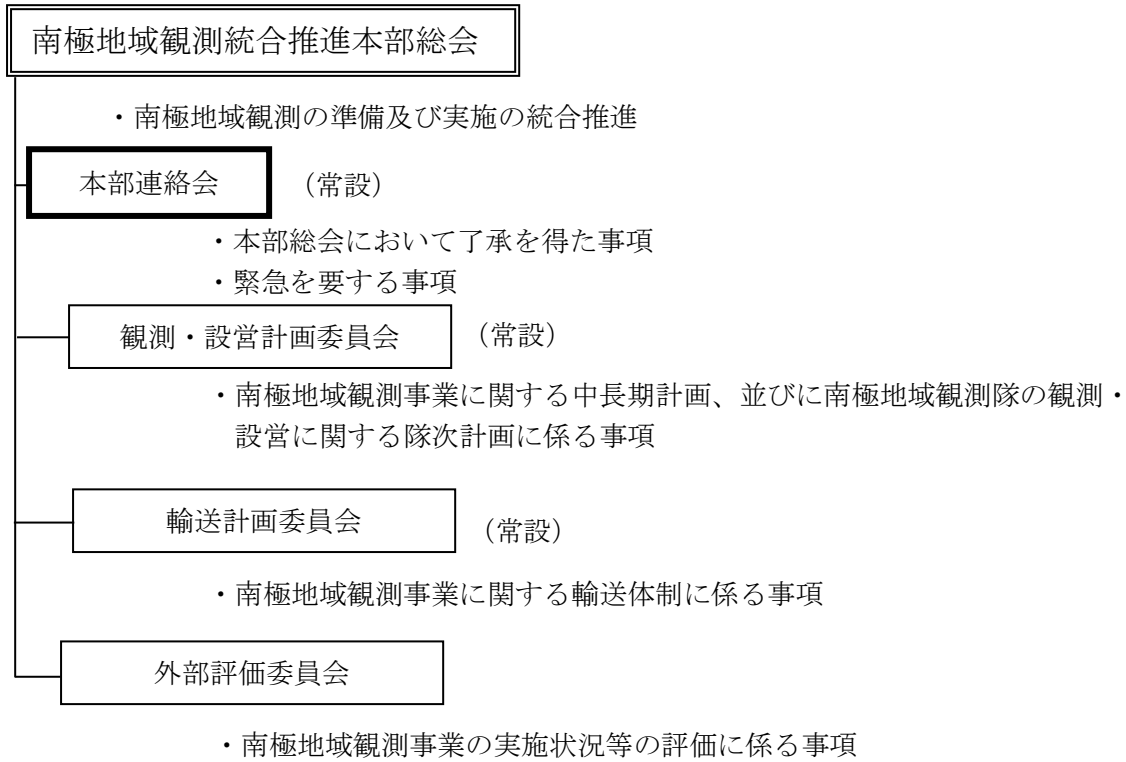 南極地域観測統合推進本部総会
・南極地域観測の準備及び実施の統合推進
本部連絡会 （常設）
・本部総会において了承を得た事項
・緊急を要する事項
観測・設営計画委員会 （常設）
・南極地域観測事業に関する中長期計画、並びに南極地域観測隊の観測・
設営に関する隊次計画に係る事項
輸送計画委員会 （常設）
・南極地域観測事業に関する輸送体制に係る事項
外部評価委員会
・南極地域観測事業の実施状況等の評価に係る事項